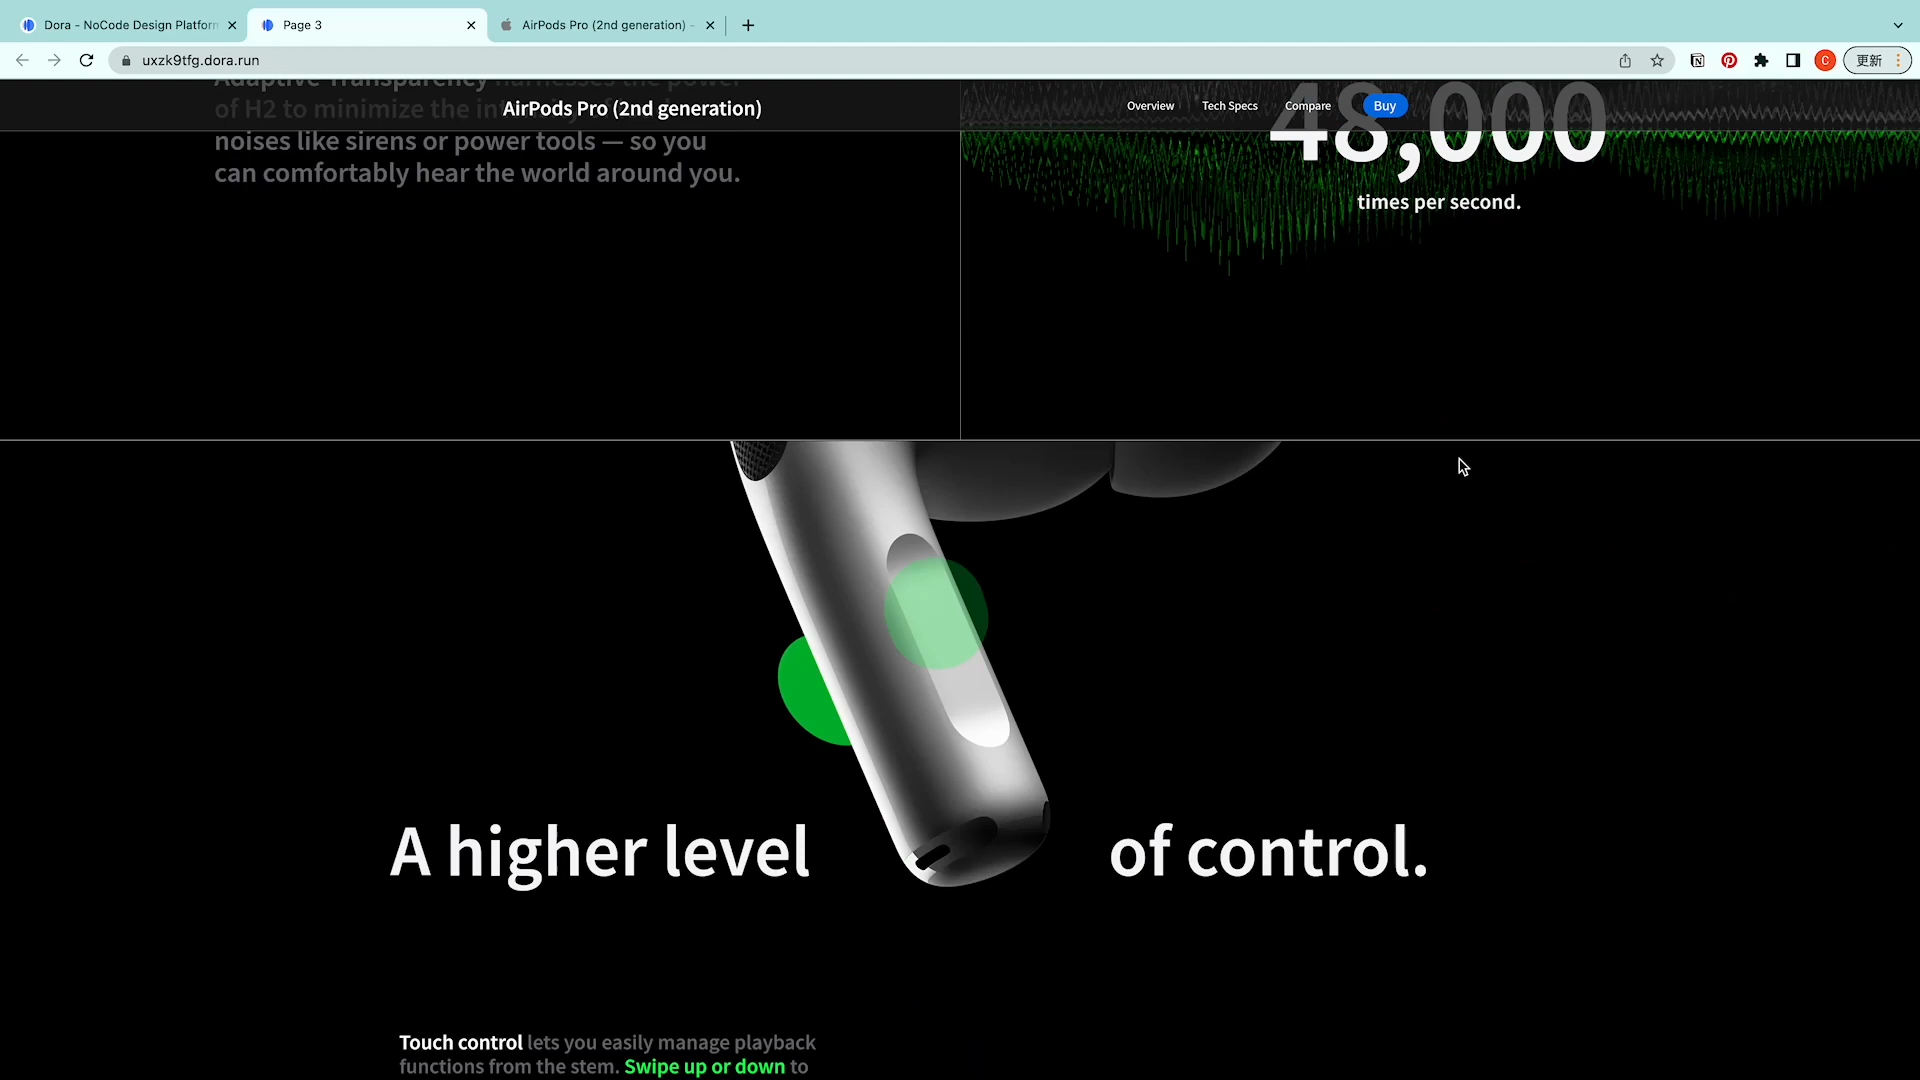 Dora - NoCode Design Platform
Page 3
AirPods Pro (2nd generation) -
uxzk9tfg.dora.run
更新
Adaptive Transparency harnesses the power
of H2 to minimize the in
noises like sirens or power tools — so you
can comfortably hear the world around you.
AirPods Pro (2nd generation)
Overview
Tech Specs
Compare
Buy
48,000
times per second.
A higher level
of control.
Touch control lets you easily manage playback
functions from the stem. Swipe up or down to